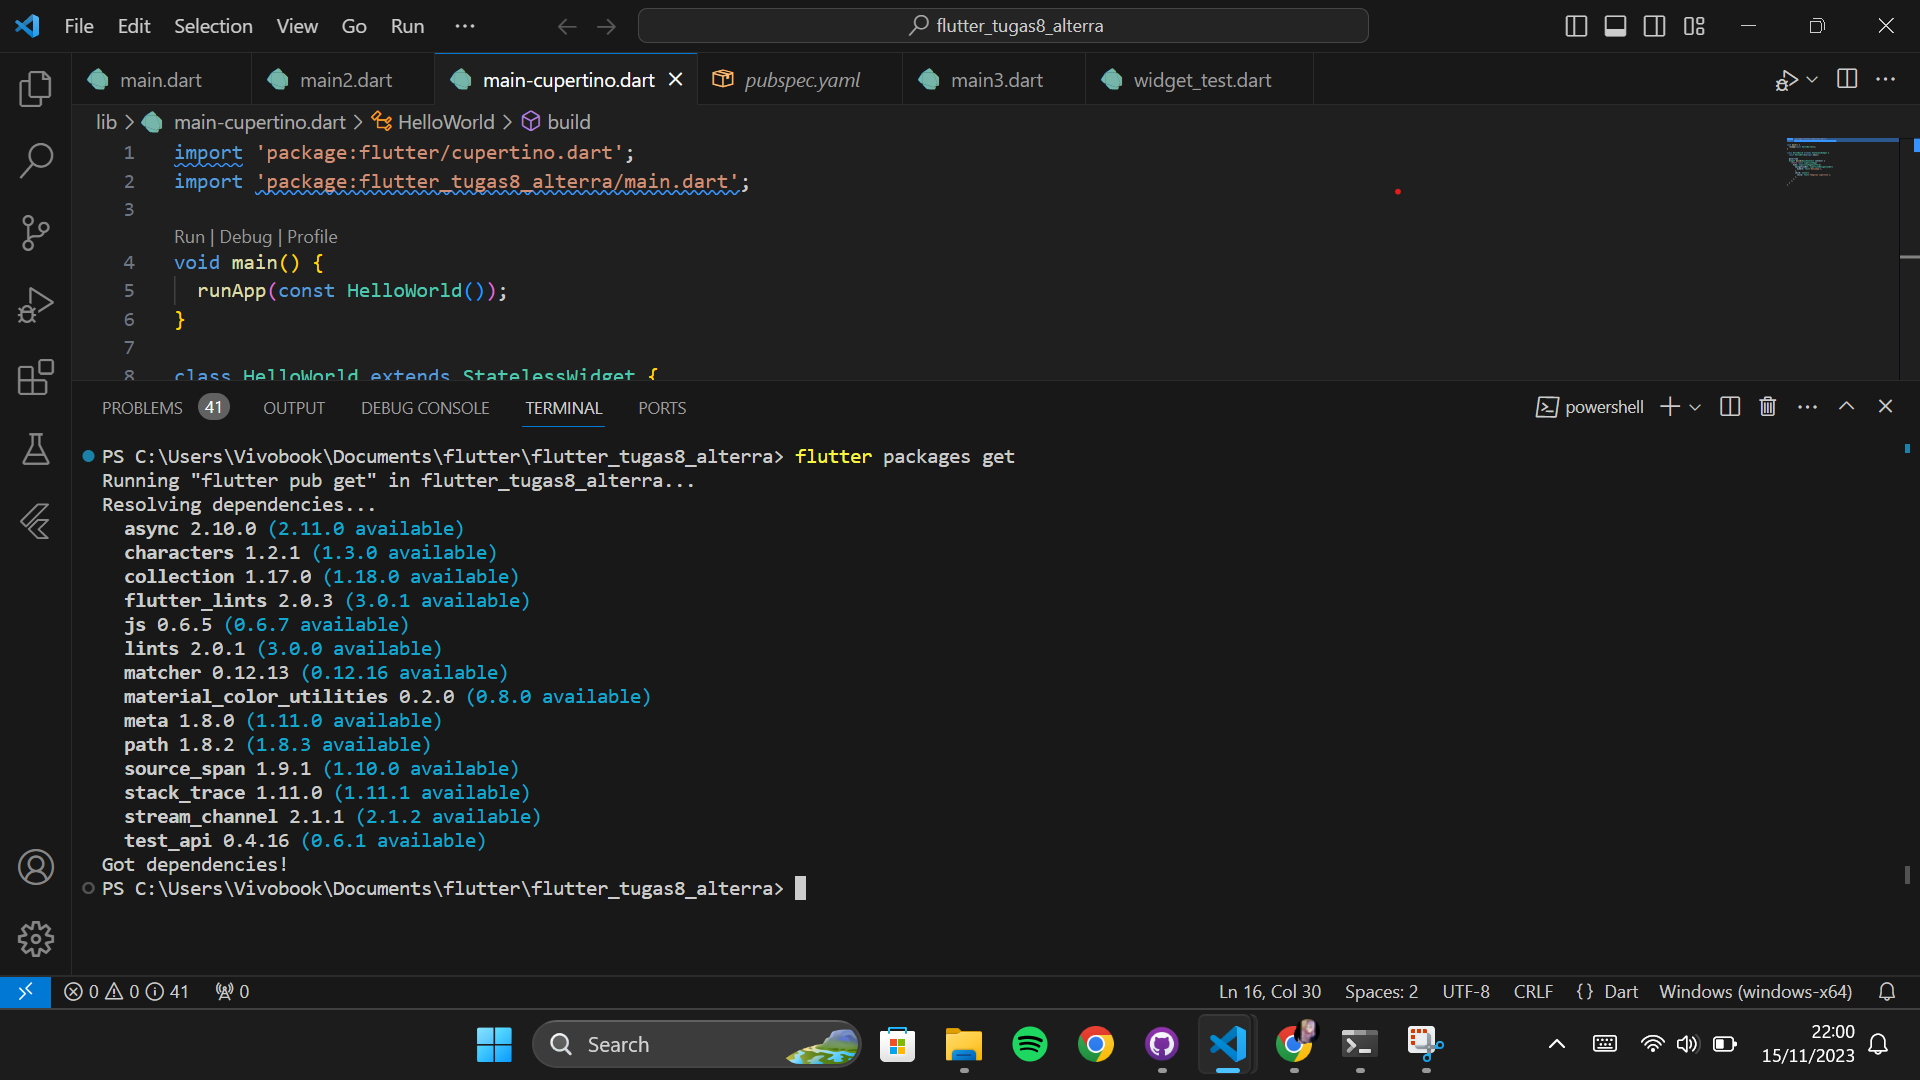 File Edit Selection View Go Run ···
flutter_tugas8_alterra
main.dart
main2.dart
main-cupertino.dart
pubspec.yaml
main3.dart
widget_test.dart
lib > main-cupertino.dart > HelloWorld > build
1 import 'package:flutter/cupertino.dart';
2 import 'package:flutter_tugas8_alterra/main.dart';
3
Run | Debug | Profile
4 void main() {
5 runApp(const HelloWorld());
6 }
7
8 class HelloWorld extends StatelessWidget {
PROBLEMS 41 OUTPUT DEBUG CONSOLE TERMINAL PORTS
powershell
PS C:\Users\Vivobook\Documents\flutter\flutter_tugas8_alterra> flutter packages get
Running "flutter pub get" in flutter_tugas8_alterra...
Resolving dependencies...
async 2.10.0 (2.11.0 available)
characters 1.2.1 (1.3.0 available)
collection 1.17.0 (1.18.0 available)
flutter_lints 2.0.3 (3.0.1 available)
js 0.6.5 (0.6.7 available)
lints 2.0.1 (3.0.0 available)
matcher 0.12.13 (0.12.16 available)
material_color_utilities 0.2.0 (0.8.0 available)
meta 1.8.0 (1.11.0 available)
path 1.8.2 (1.8.3 available)
source_span 1.9.1 (1.10.0 available)
stack_trace 1.11.0 (1.11.1 available)
stream_channel 2.1.1 (2.1.2 available)
test_api 0.4.16 (0.6.1 available)
Got dependencies!
PS C:\Users\Vivobook\Documents\flutter\flutter_tugas8_alterra>
0 0 41 0
Ln 16, Col 30 Spaces: 2 UTF-8 CRLF {} Dart Windows (windows-x64)
Search
22:00
15/11/2023